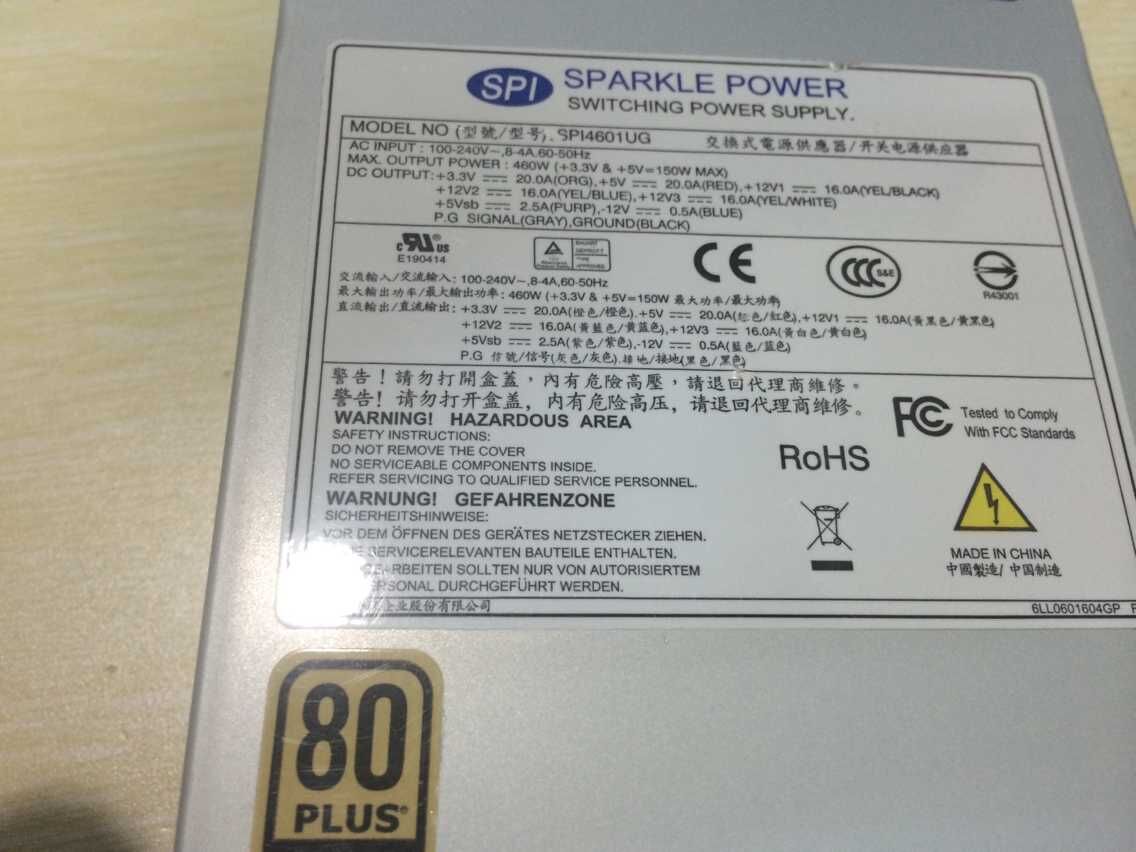 SPI SPARKLE POWER
SWITCHING POWER SUPPLY.
MODEL NO (型號/型号). SPI4601UG 交換式電源供應器/开关电源供应器
AC INPUT : 100-240V~,8-4A,60-50Hz
MAX. OUTPUT POWER : 460W (+3.3V & +5V=150W MAX)
DC OUTPUT: +3.3V ⎓ 20.0A(ORG),+5V ⎓ 20.0A(RED),+12V1 ⎓ 16.0A(YEL/BLACK)
+12V2 ⎓ 16.0A(YEL/BLUE),+12V3 ⎓ 16.0A(YEL/WHITE)
+5Vsb ⎓ 2.5A(PURP),-12V ⎓ 0.5A(BLUE)
P.G SIGNAL(GRAY),GROUND(BLACK)
c RU® US
E190414
CE
CCC S&E
R43001
交流輸入/交流输入: 100-240V~,8-4A,60-50Hz
最大輸出功率/最大输出功率: 460W (+3.3V & +5V=150W 最大功率/最大功率)
直流輸出/直流输出: +3.3V ⎓ 20.0A(橙色/橙色).+5V ⎓ 20.0A(紅色/红色),+12V1 ⎓ 16.0A(黃黑色/黄黑色)
+12V2 ⎓ 16.0A(黃藍色/黄蓝色),+12V3 ⎓ 16.0A(黃白色/黄白色)
+5Vsb ⎓ 2.5A(紫色/紫色),-12V ⎓ 0.5A(藍色/蓝色)
P.G 信號/信号(灰色/灰色).接地/接地(黑色/黑色)
警告！請勿打開盒蓋，內有危險高壓，請退回代理商維修。
警告！请勿打开盒盖，内有危险高压，请退回代理商维修。
WARNING! HAZARDOUS AREA
SAFETY INSTRUCTIONS:
DO NOT REMOVE THE COVER
NO SERVICEABLE COMPONENTS INSIDE.
REFER SERVICING TO QUALIFIED SERVICE PERSONNEL.
WARNUNG! GEFAHRENZONE
SICHERHEITSHINWEISE:
VOR DEM ÖFFNEN DES GERÄTES NETZSTECKER ZIEHEN.
SERVICERELEVANTEN BAUTEILE ENTHALTEN.
RBEITEN SOLLTEN NUR VON AUTORISIERTEM
SONAL DURCHGEFÜHRT WERDEN.
企业股份有限公司
FC Tested to Comply
With FCC Standards
RoHS
MADE IN CHINA
中國製造/ 中国制造
6LL0601604GP
80
PLUS®